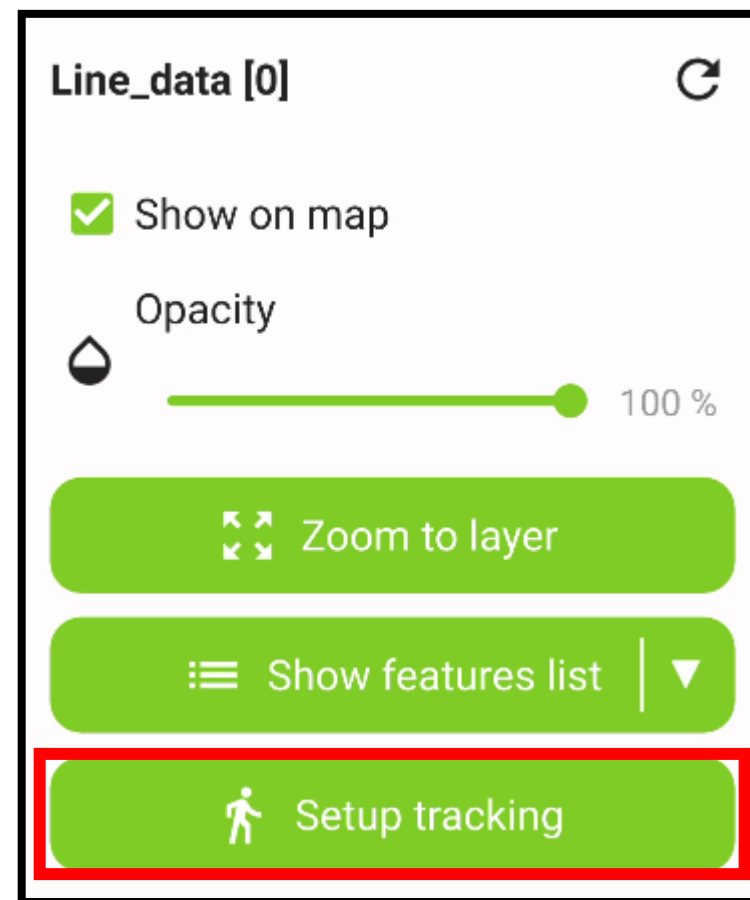 Line_data [0]
Show on map
Opacity
100 %
Zoom to layer
Show features list
Setup tracking